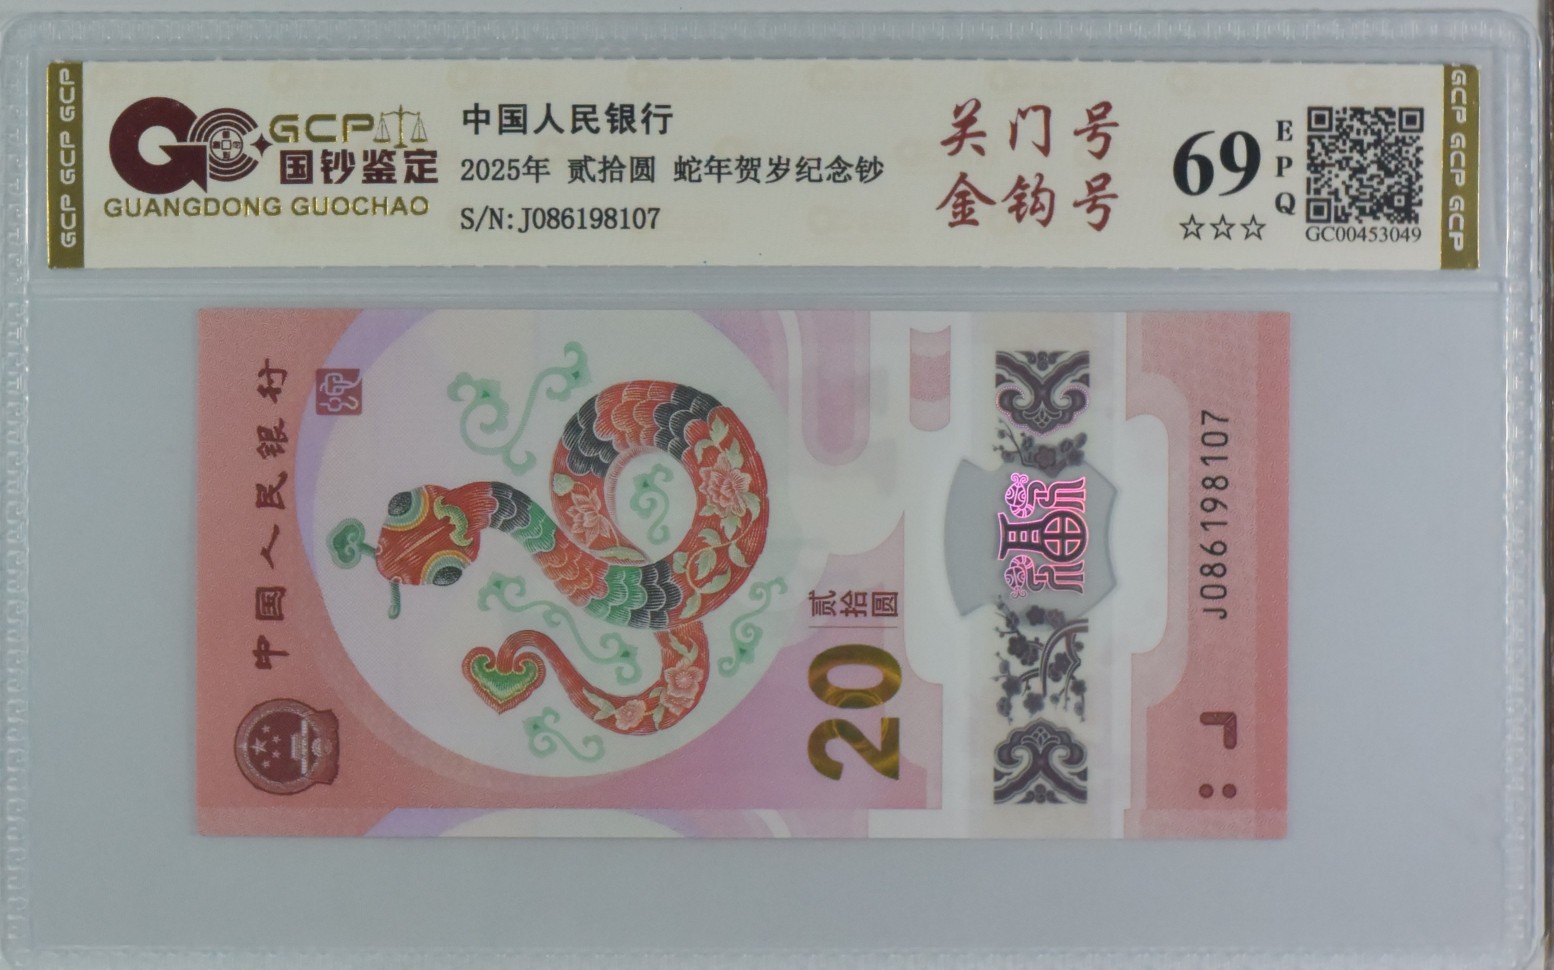 GCP GCP GCP
GCP
国钞鉴定
GUANGDONG GUOCHAO
中国人民银行
2025年 贰拾圆 蛇年贺岁纪念钞
S/N:J086198107
关门号
金钩号
69
EPQ
☆☆☆
GC00453049
GCP GCP GCP
中国人民银行
贰拾圆
20
J086198107